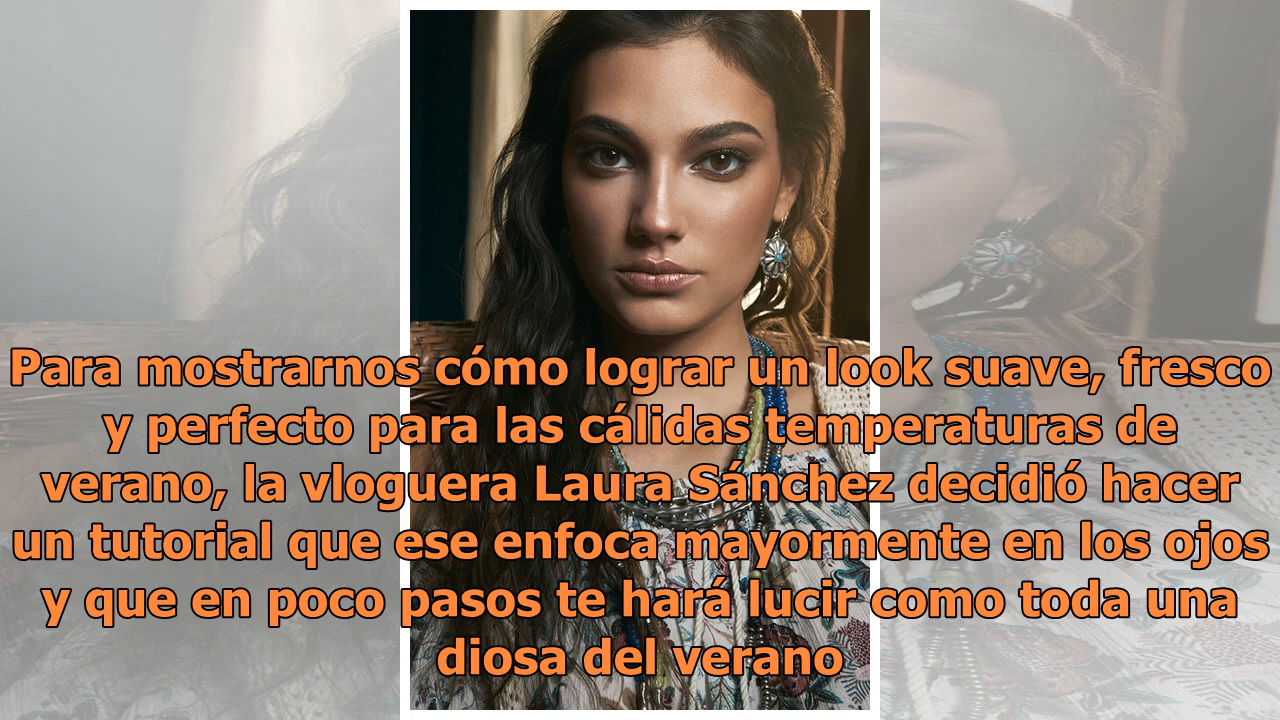 Para mostrarnos cómo lograr un look suave, fresco
y perfecto para las cálidas temperaturas de
verano, la vloguera Laura Sánchez decidió hacer
un tutorial que ese enfoca mayormente en los ojos
y que en poco pasos te hará lucir como toda una
diosa del verano